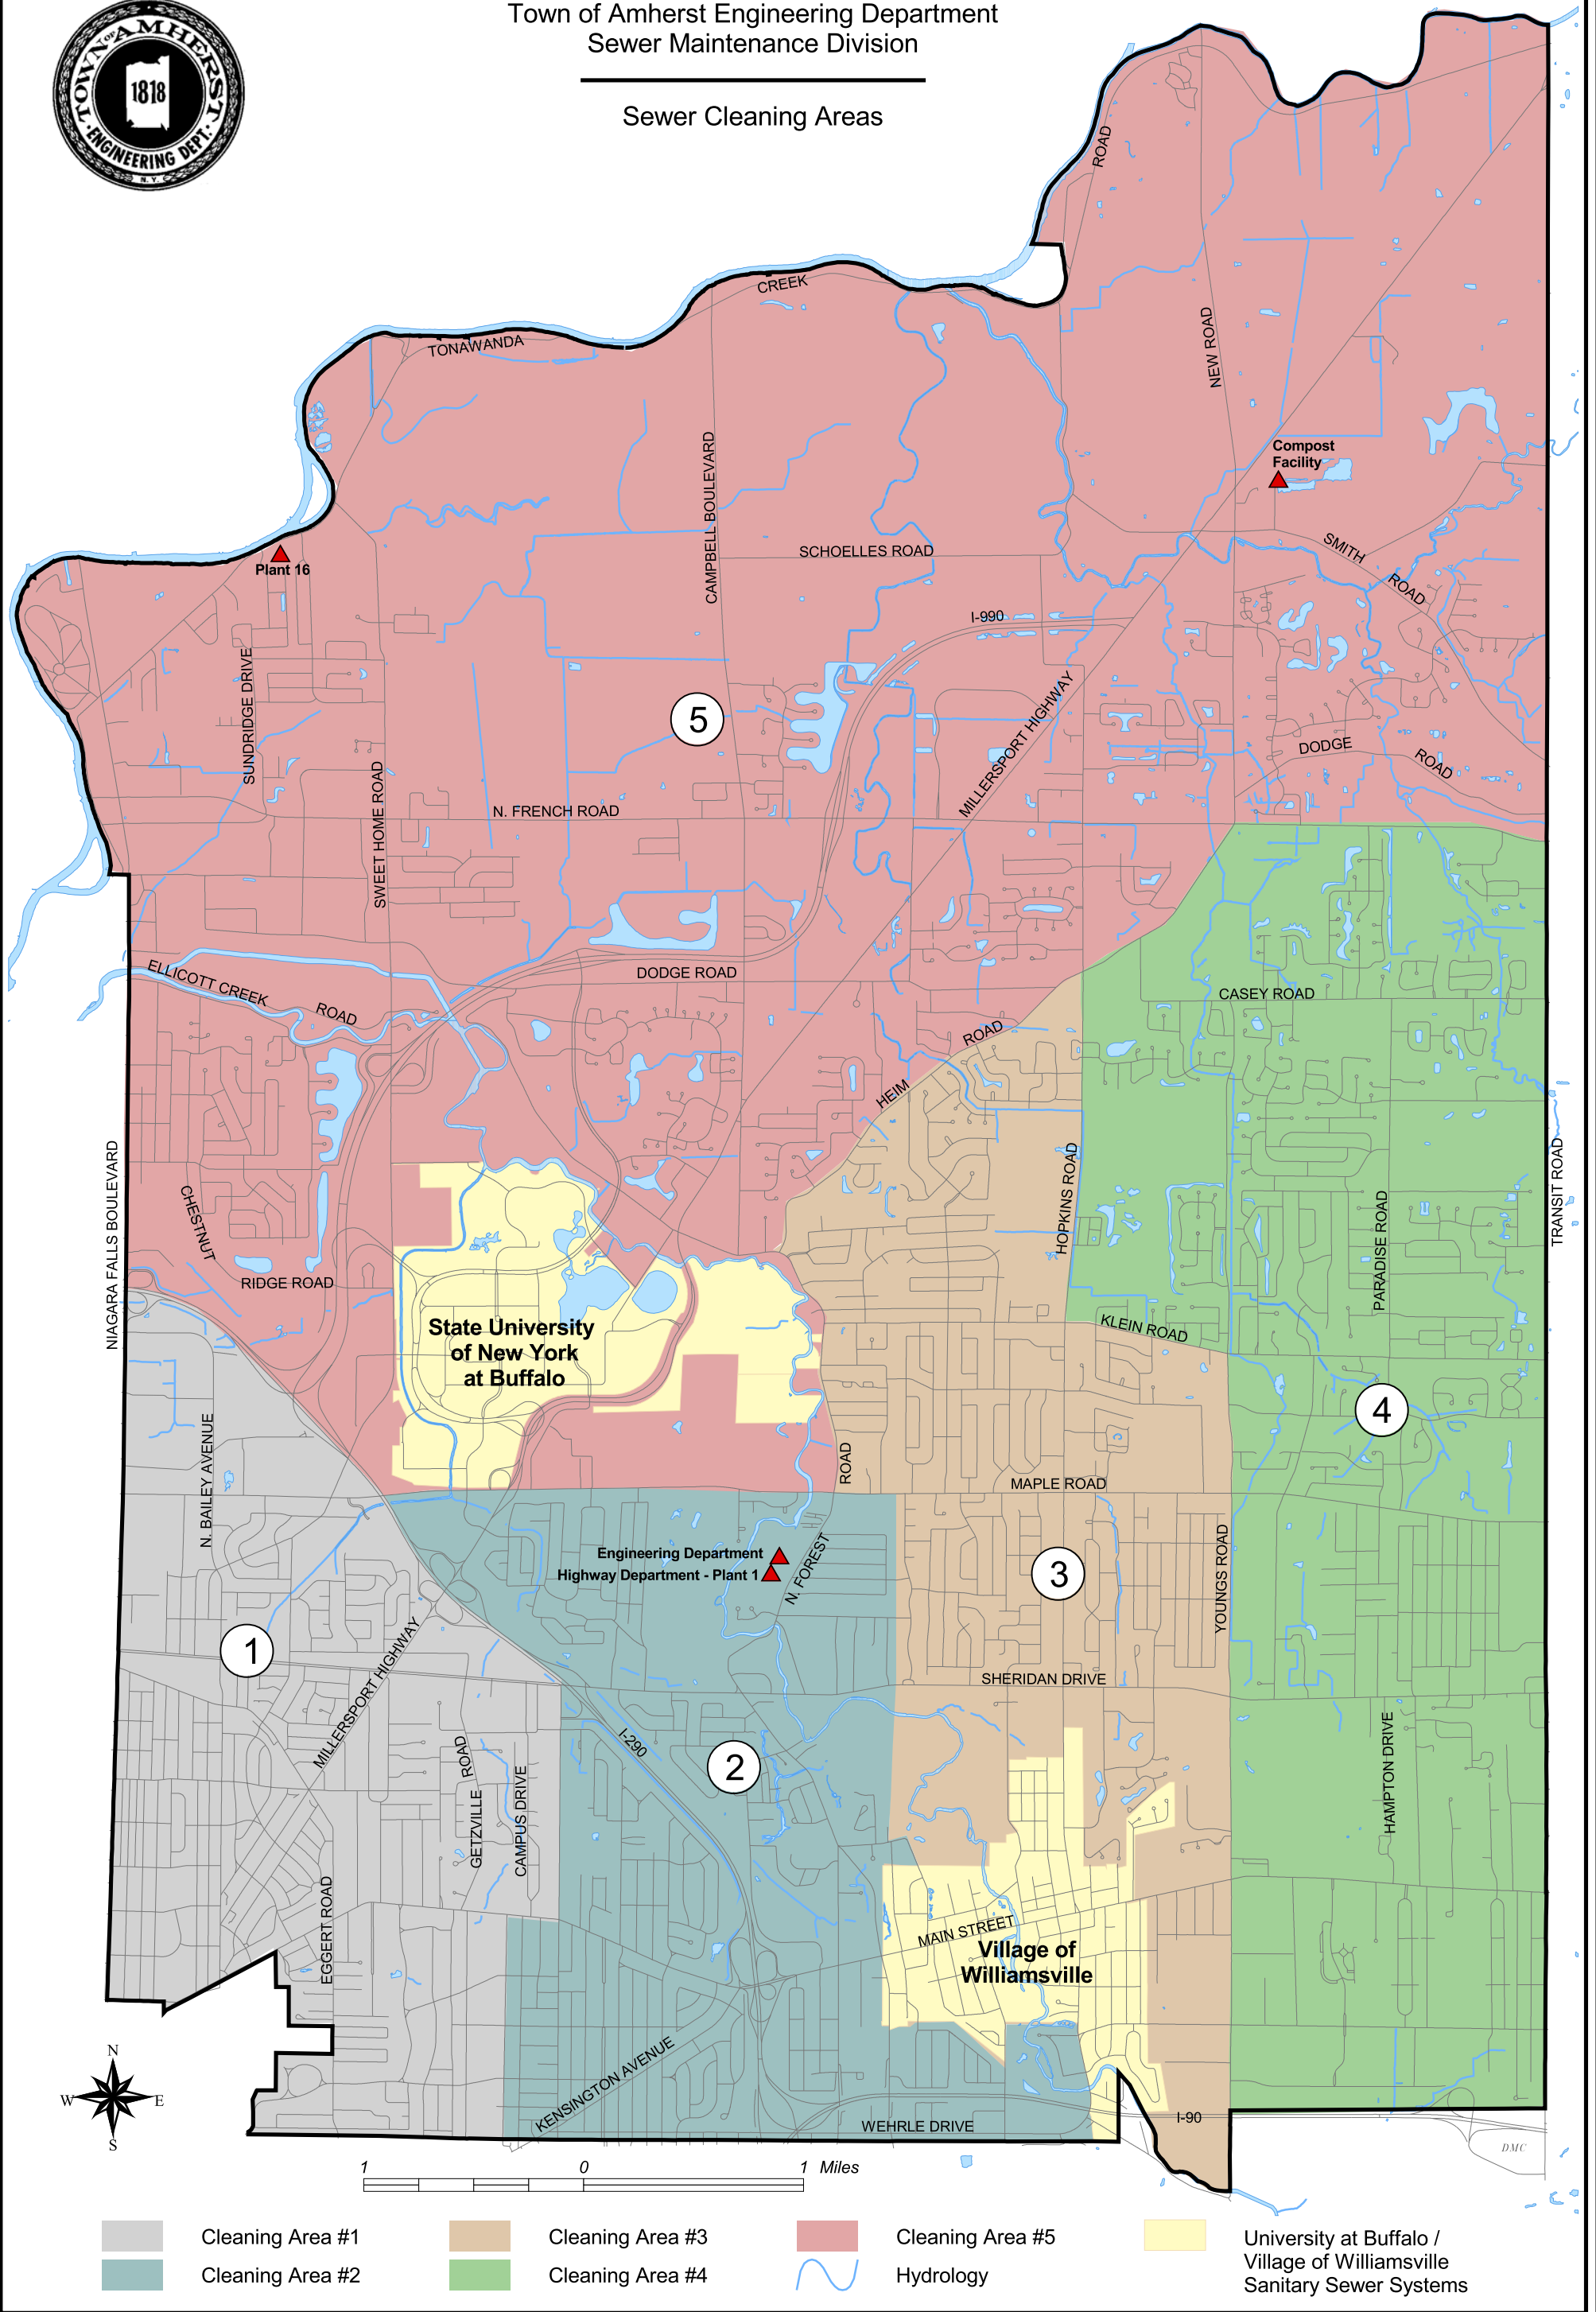 Town of Amherst Engineering Department
Sewer Maintenance Division
Sewer Cleaning Areas
TOWN OF AMHERST
1818
ENGINEERING DEPT.
N.Y.
ROAD
CREEK
TONAWANDA
NEW ROAD
Compost
Facility
CAMPBELL BOULEVARD
SCHOELLES ROAD
SMITH
ROAD
Plant 16
I-990
SUNDRIDGE DRIVE
MILLERSPORT HIGHWAY
5
DODGE
ROAD
SWEET HOME ROAD
N. FRENCH ROAD
ELLICOTT CREEK
ROAD
DODGE ROAD
CASEY ROAD
ROAD
HEIM
NIAGARA FALLS BOULEVARD
CHESTNUT
RIDGE ROAD
HOPKINS ROAD
PARADISE ROAD
TRANSIT ROAD
State University
of New York
at Buffalo
KLEIN ROAD
4
N. BAILEY AVENUE
ROAD
MAPLE ROAD
Engineering Department
Highway Department - Plant 1
N. FOREST
3
YOUNGS ROAD
1
MILLERSPORT HIGHWAY
SHERIDAN DRIVE
I-290
2
ROAD
GETZVILLE
CAMPUS DRIVE
HAMPTON DRIVE
EGGERT ROAD
MAIN STREET
Village of
Williamsville
KENSINGTON AVENUE
WEHRLE DRIVE
I-90
DMC
N
W
E
S
1 0 1 Miles
Cleaning Area #1
Cleaning Area #2
Cleaning Area #3
Cleaning Area #4
Cleaning Area #5
Hydrology
University at Buffalo /
Village of Williamsville
Sanitary Sewer Systems